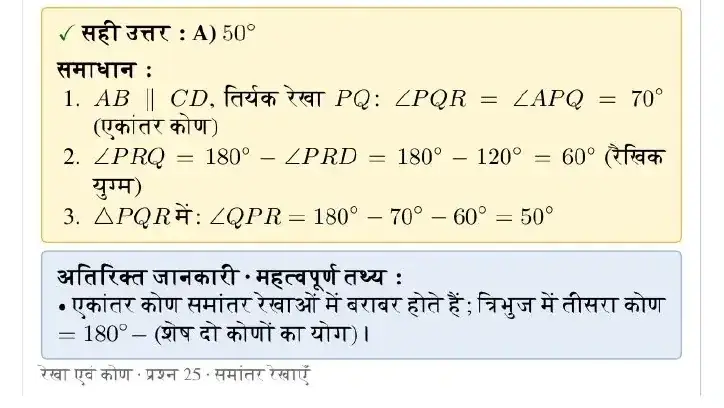 ✓ सही उत्तर : A) 50°
समाधान :
1. AB ∥ CD, तिर्यक रेखा PQ: ∠PQR = ∠APQ = 70°
(एकांतर कोण)
2. ∠PRQ = 180° − ∠PRD = 180° − 120° = 60° (रैखिक
युग्म)
3. △PQR में: ∠QPR = 180° − 70° − 60° = 50°
अतिरिक्त जानकारी · महत्वपूर्ण तथ्य :
• एकांतर कोण समांतर रेखाओं में बराबर होते हैं; त्रिभुज में तीसरा कोण
= 180° − (शेष दो कोणों का योग)।
रेखा एवं कोण · प्रश्न 25 · समांतर रेखाएँ